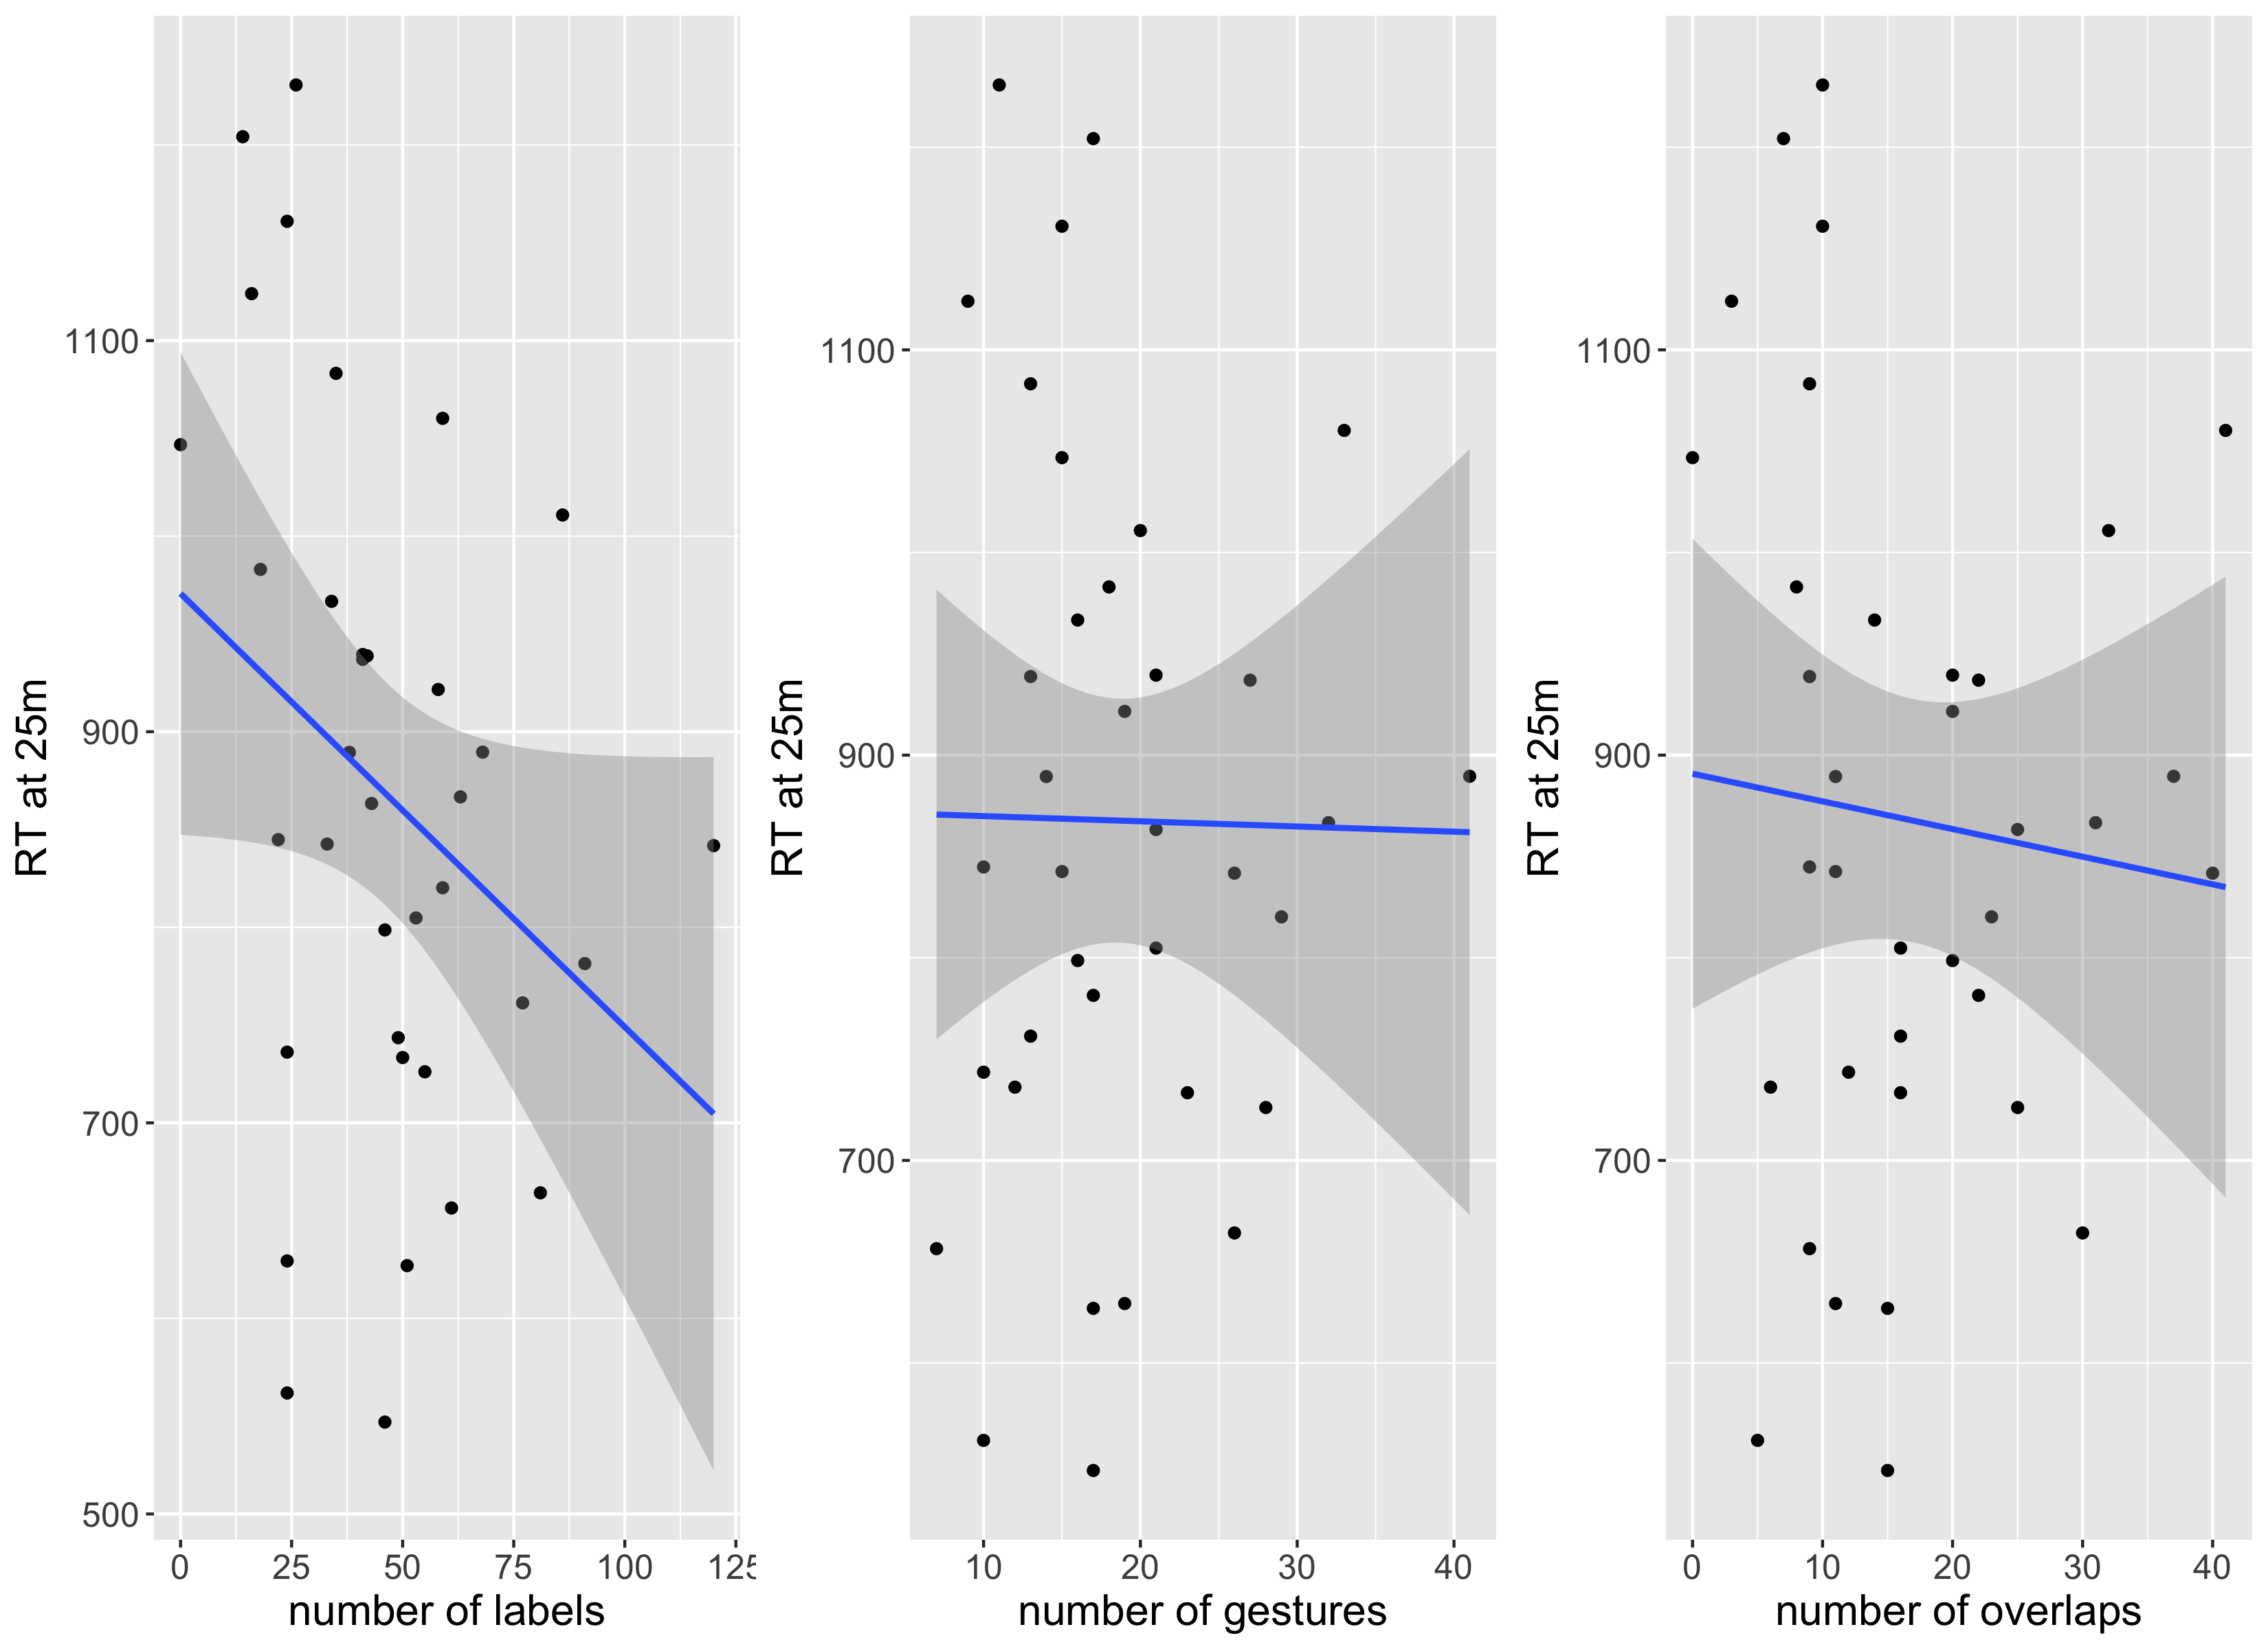 RT at 25m
1100
900
700
500
0 25 50 75 100 125
number of labels
RT at 25m
1100
900
700
10 20 30 40
number of gestures
RT at 25m
1100
900
700
0 10 20 30 40
number of overlaps